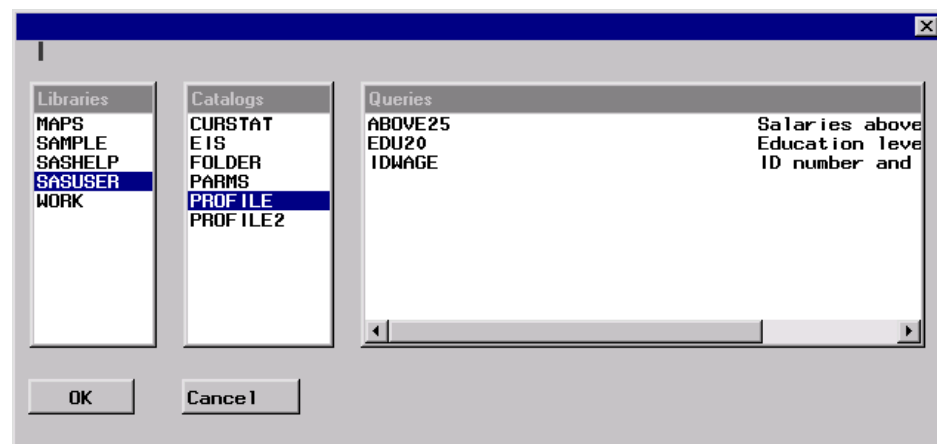 Libraries
MAPS
SAMPLE
SASHELP
SASUSER
WORK
Catalogs
CURSTAT
EIS
FOLDER
PARMS
PROFILE
PROFILE2
Queries
ABOVE25 Salaries above
EDU20 Education leve
IDWAGE ID number and
OK
Cancel